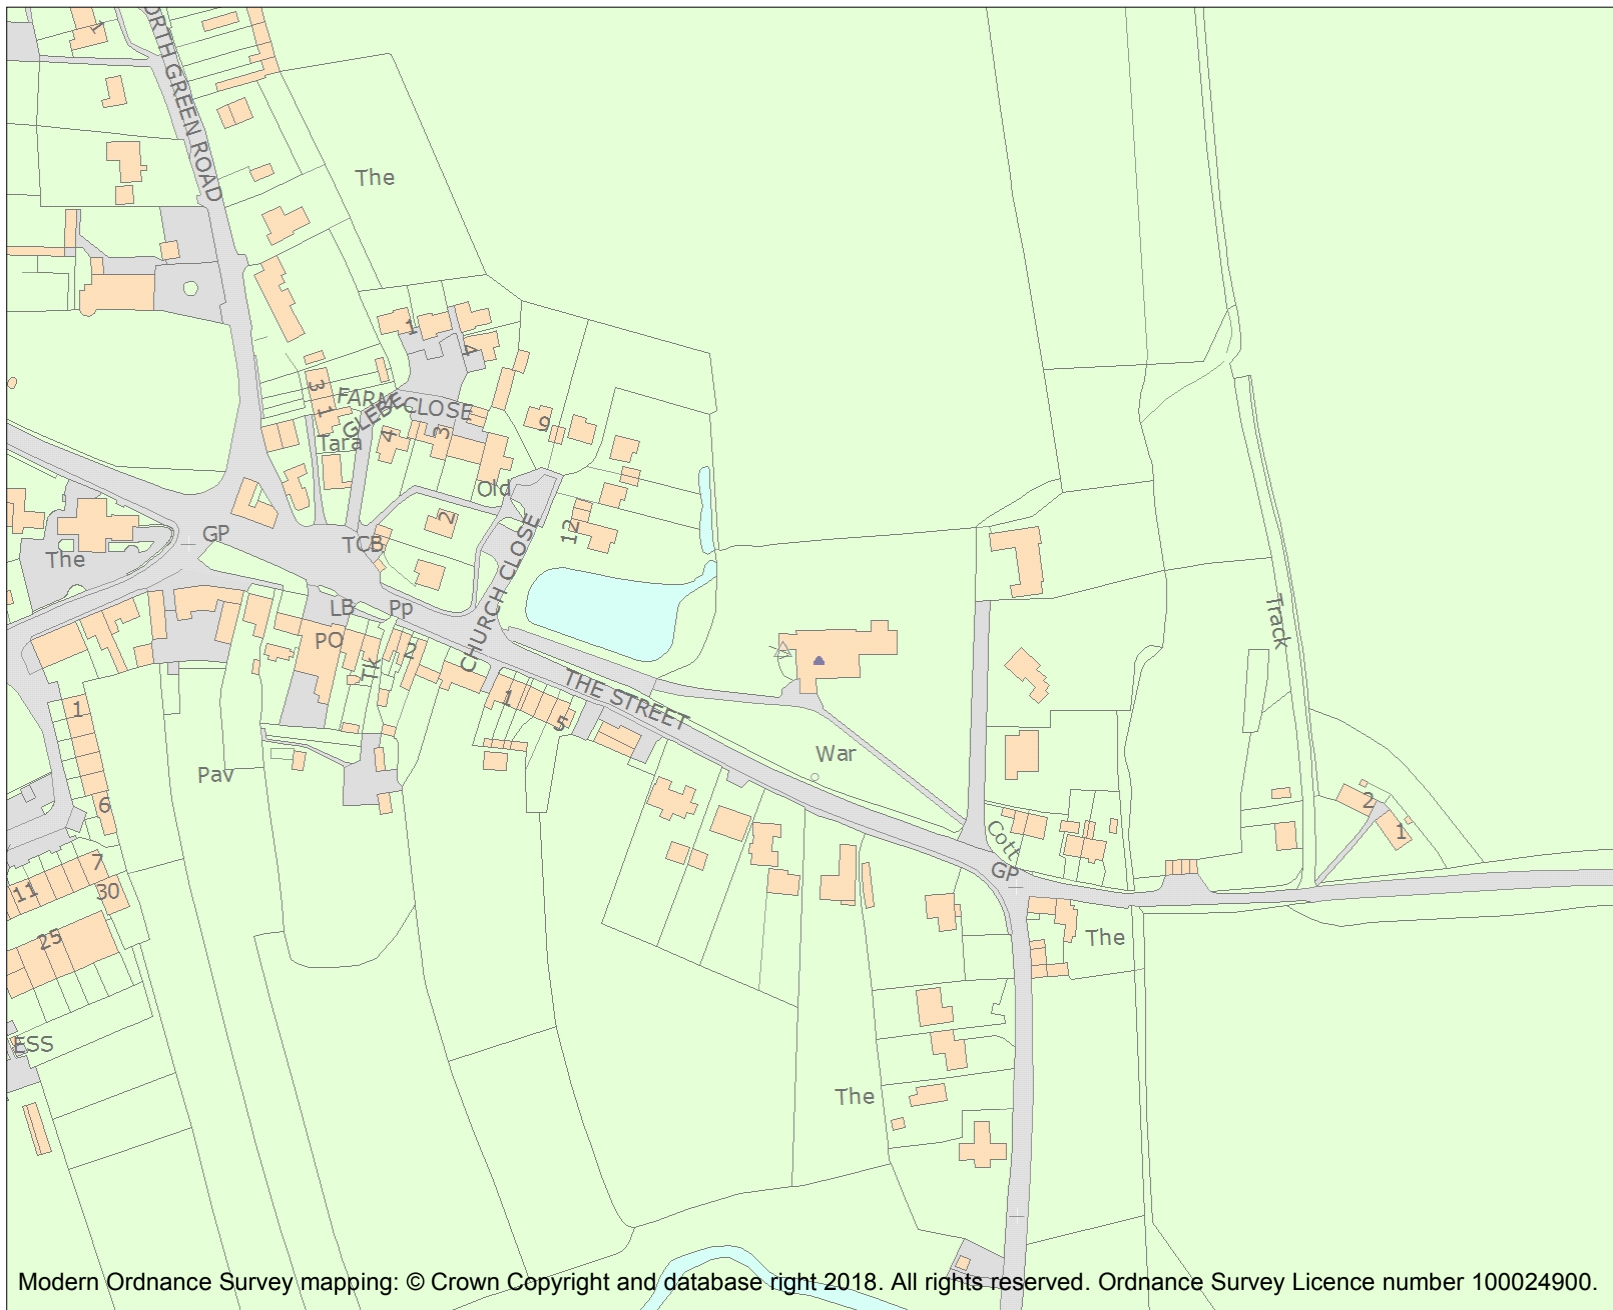 1
ORTH GREEN ROAD
The
1
4
3
1
FARM CLOSE
GLEBE
9
4
3
Tara
Old
2
12
GP
TCB
The
CHURCH CLOSE
LB
Pp
PO
Tk
2
THE STREET
1
5
Track
1
War
Pav
6
2
1
Cott
GP
7
11
30
25
The
ESS
The
Modern Ordnance Survey mapping: © Crown Copyright and database right 2018. All rights reserved. Ordnance Survey Licence number 100024900.